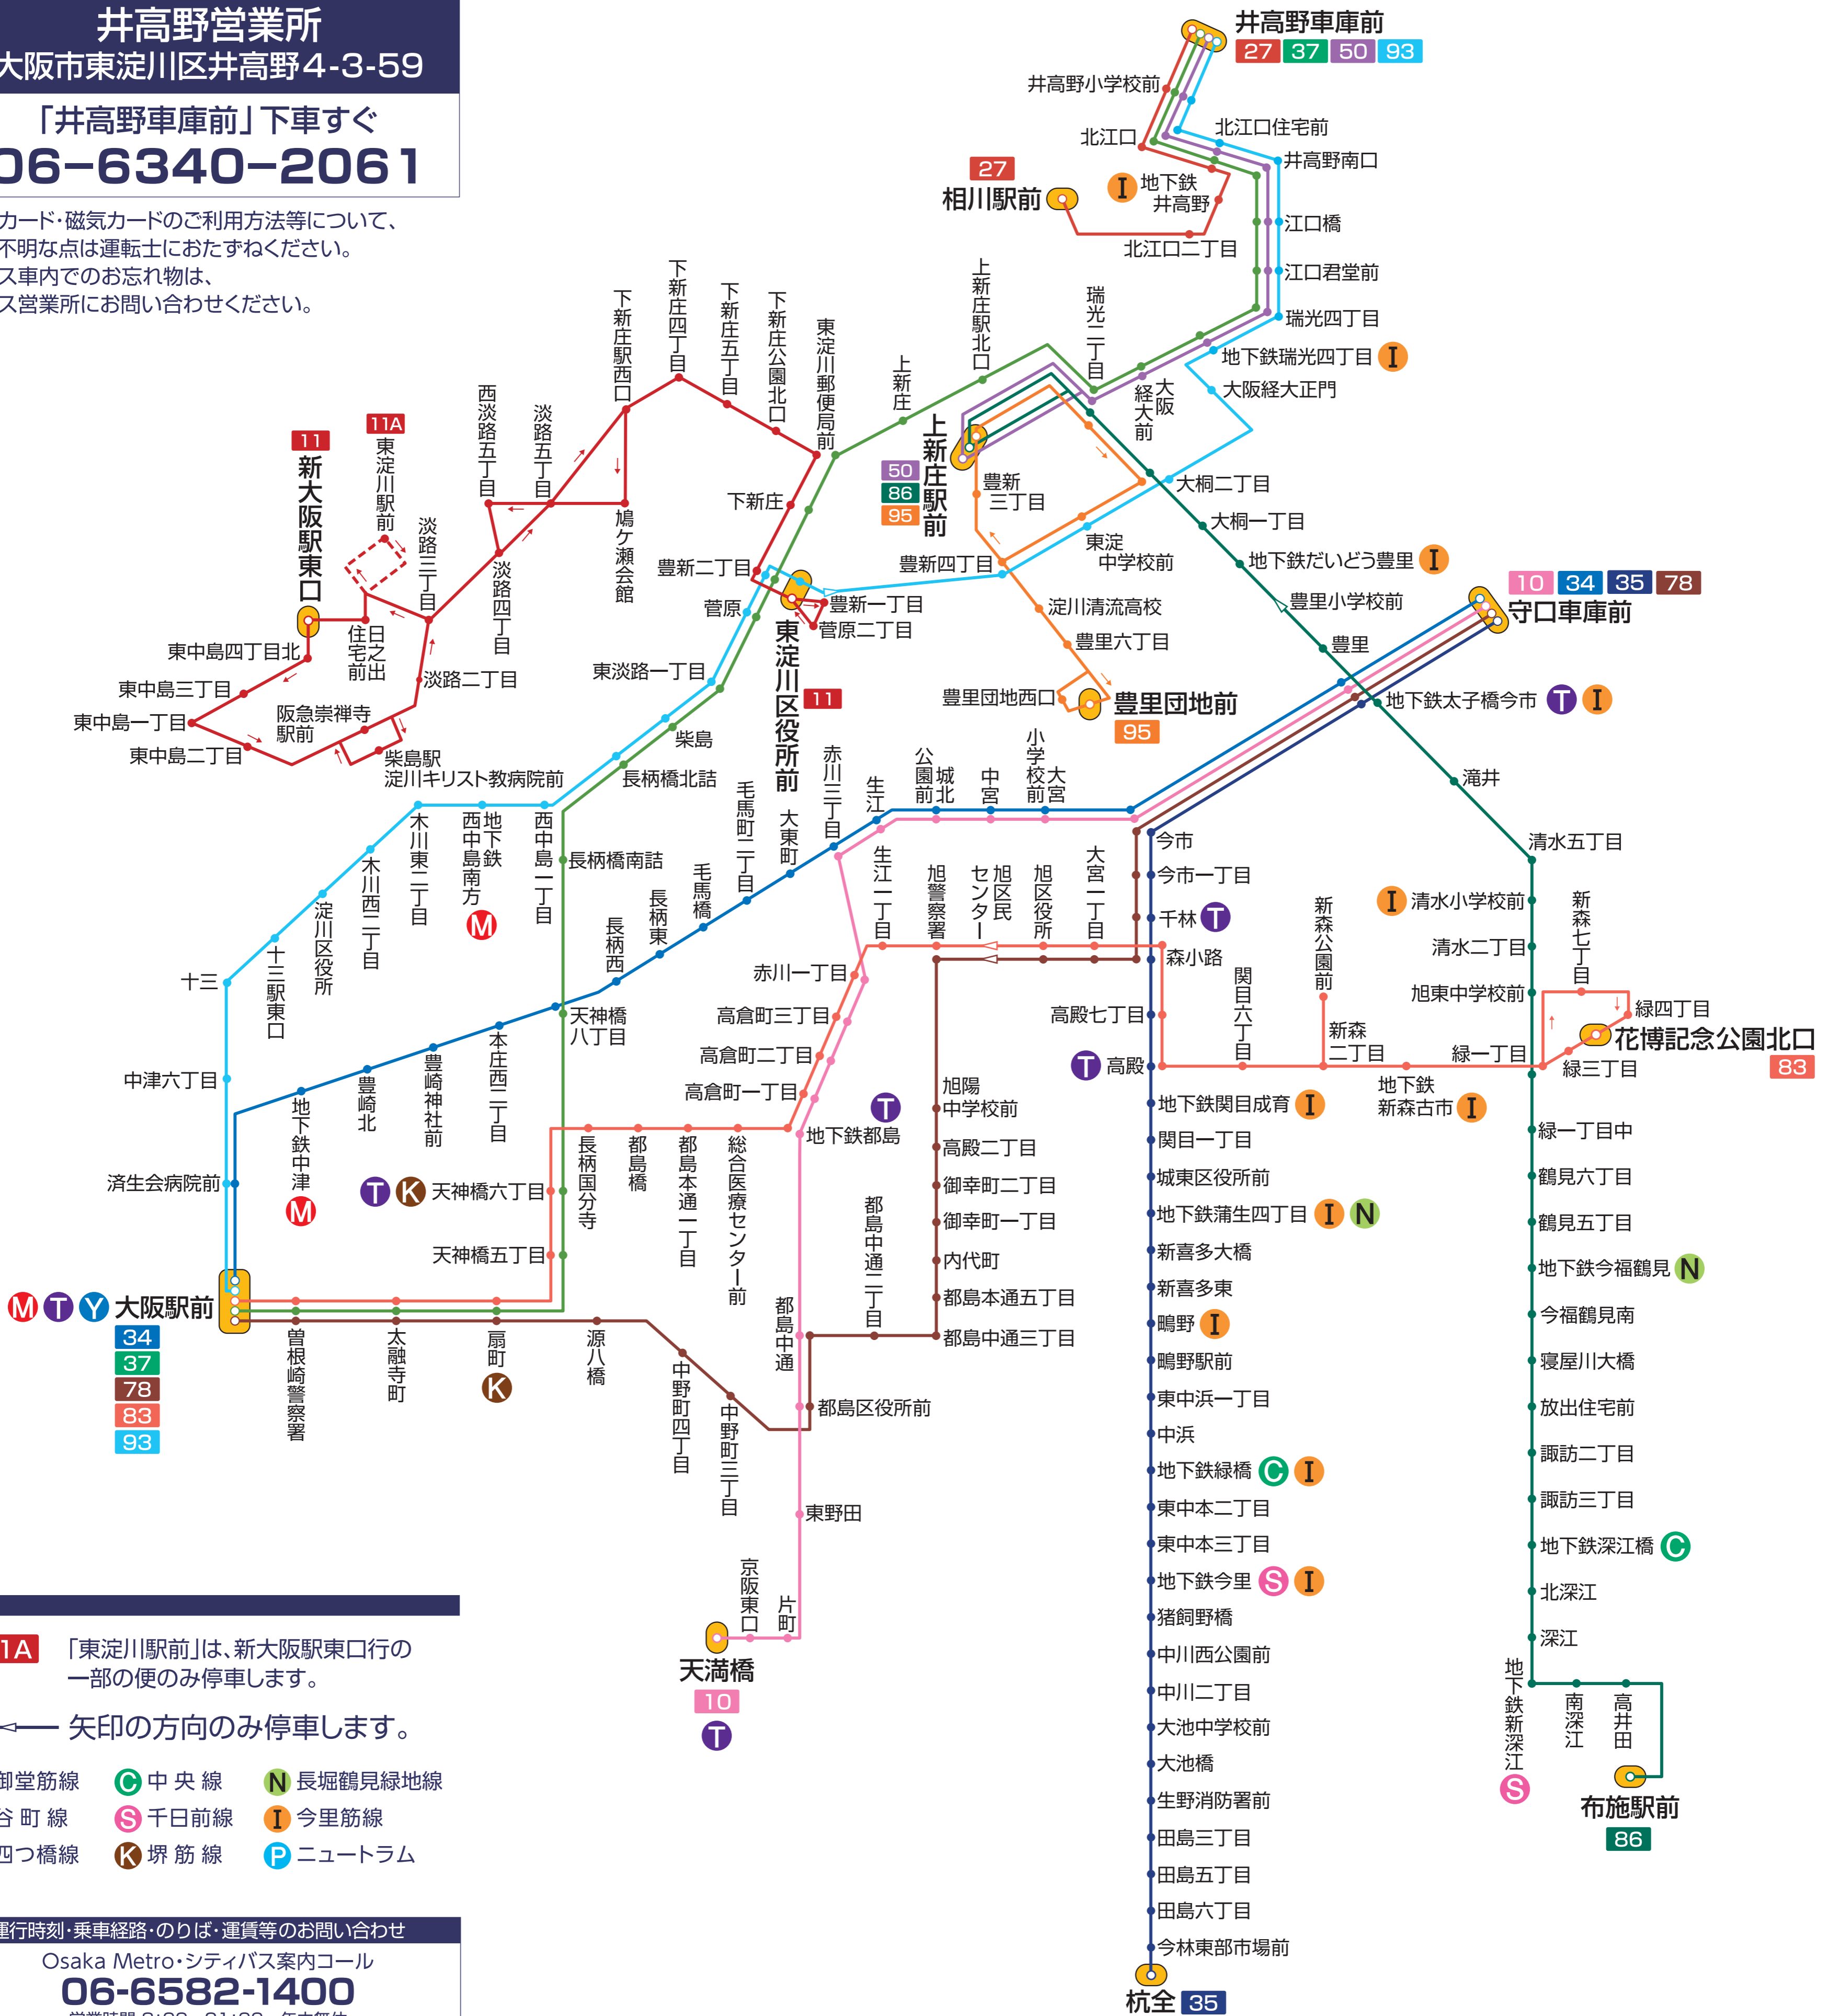 井高野営業所
大阪市東淀川区井高野4-3-59
「井高野車庫前」下車すぐ
06−6340−2061
カード・磁気カードのご利用方法等について、
不明な点は運転士におたずねください。
ス車内でのお忘れ物は、
ス営業所にお問い合わせください。
井高野車庫前
27 37 50 93
井高野小学校前
北江口
北江口住宅前
井高野南口
27
相川駅前
I 地下鉄
井高野
北江口二丁目
江口橋
江口君堂前
瑞光四丁目
地下鉄瑞光四丁目 I
大阪経大正門
瑞光二丁目
大阪
経大前
上新庄駅北口
上新庄
東淀川郵便局前
下新庄公園北口
下新庄五丁目
下新庄四丁目
下新庄駅西口
淡路五丁目
西淡路五丁目
11A
東淀川駅前
11
新大阪駅東口
淡路三丁目
淡路四丁目
鳩ケ瀬会館
下新庄
上新庄駅前
50
86
95
豊新
三丁目
大桐二丁目
大桐一丁目
東淀
中学校前
地下鉄だいどう豊里 I
豊新二丁目
豊新四丁目
豊新一丁目
菅原
菅原二丁目
東淀川区役所前
11
淀川清流高校
豊里六丁目
豊里団地西口
豊里団地前
95
豊里小学校前
豊里
10 34 35 78
守口車庫前
地下鉄太子橋今市 T I
滝井
日之出
住宅前
東中島四丁目北
東中島三丁目
東中島一丁目
東中島二丁目
阪急崇禅寺
駅前
淡路二丁目
柴島駅
淀川キリスト教病院前
東淡路一丁目
柴島
長柄橋北詰
長柄橋南詰
西中島一丁目
地下鉄
西中島南方
M
木川東二丁目
木川西二丁目
淀川区役所
十三駅東口
十三
中津六丁目
済生会病院前
赤川三丁目
生江
城北
公園前
中宮
大宮
小学校前
大東町
毛馬町二丁目
毛馬橋
長柄東
長柄西
天神橋
八丁目
本庄西二丁目
豊崎神社前
豊崎北
地下鉄中津
M
今市
今市一丁目
千林 T
森小路
大宮一丁目
旭区役所
旭区民
センター
旭警察署
生江一丁目
赤川一丁目
高倉町三丁目
高倉町二丁目
高倉町一丁目
T
地下鉄都島
総合医療センター前
都島本通一丁目
都島橋
長柄国分寺
T K 天神橋六丁目
天神橋五丁目
M T Y 大阪駅前
34
37
78
83
93
曽根崎警察署
太融寺町
扇町
K
源八橋
中野町四丁目
中野町三丁目
都島区役所前
都島中通
都島中通二丁目
都島中通三丁目
都島本通五丁目
内代町
御幸町一丁目
御幸町二丁目
高殿二丁目
旭陽
中学校前
東野田
片町
京阪東口
天満橋
10
T
高殿七丁目
T 高殿
関目六丁目
新森公園前
新森
二丁目
地下鉄
新森古市 I
緑一丁目
新森七丁目
緑四丁目
花博記念公園北口
83
緑三丁目
地下鉄関目成育 I
関目一丁目
城東区役所前
地下鉄蒲生四丁目 I N
新喜多大橋
新喜多東
鴫野 I
鴫野駅前
東中浜一丁目
中浜
地下鉄緑橋 C I
東中本二丁目
東中本三丁目
地下鉄今里 S I
猪飼野橋
中川西公園前
中川二丁目
大池中学校前
大池橋
生野消防署前
田島三丁目
田島五丁目
田島六丁目
今林東部市場前
杭全 35
清水五丁目
I 清水小学校前
清水二丁目
旭東中学校前
緑一丁目中
鶴見六丁目
鶴見五丁目
地下鉄今福鶴見 N
今福鶴見南
寝屋川大橋
放出住宅前
諏訪二丁目
諏訪三丁目
地下鉄深江橋 C
北深江
深江
地下鉄新深江
S
南深江
高井田
布施駅前
86
1A 「東淀川駅前」は、新大阪駅東口行の
一部の便のみ停車します。
矢印の方向のみ停車します。
御堂筋線 C 中央線 N 長堀鶴見緑地線
谷町線 S 千日前線 I 今里筋線
四つ橋線 K 堺筋線 P ニュートラム
運行時刻・乗車経路・のりば・運賃等のお問い合わせ
Osaka Metro・シティバス案内コール
06-6582-1400